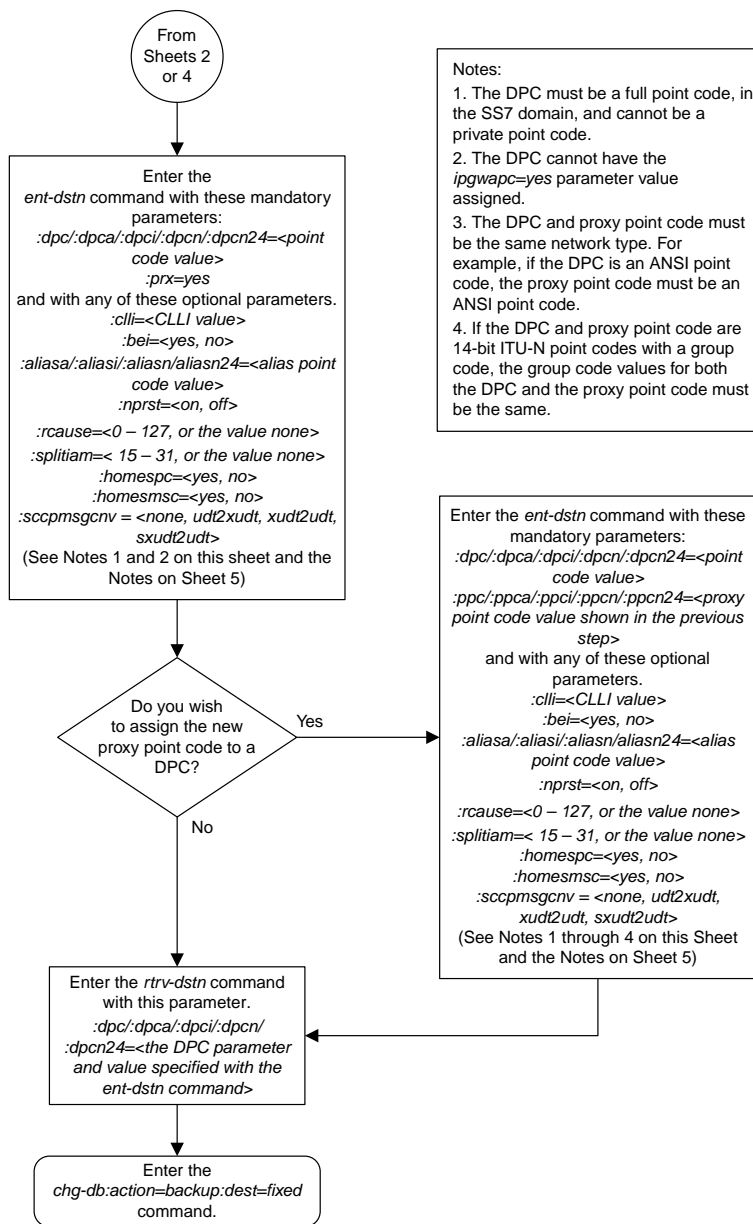 From
Sheets 2
or 4
Notes:
1. The DPC must be a full point code, in
the SS7 domain, and cannot be a
private point code.
2. The DPC cannot have the
ipgwapc=yes parameter value
assigned.
3. The DPC and proxy point code must
be the same network type. For
example, if the DPC is an ANSI point
code, the proxy point code must be an
ANSI point code.
4. If the DPC and proxy point code are
14-bit ITU-N point codes with a group
code, the group code values for both
the DPC and the proxy point code must
be the same.
Enter the
ent-dstn command with these mandatory
parameters:
:dpc/:dpca/:dpci/:dpcn/:dpcn24=<point
code value>
:prx=yes
and with any of these optional parameters.
:clli=<CLLI value>
:bei=<yes, no>
:aliasa/:aliasi/:aliasn/aliasn24=<alias point
code value>
:nprst=<on, off>
:rcause=<0 – 127, or the value none>
:splitiam=< 15 – 31, or the value none>
:homespc=<yes, no>
:homesmsc=<yes, no>
:sccpmsgcnv = <none, udt2xudt, xudt2udt,
sxudt2udt>
(See Notes 1 and 2 on this sheet and the
Notes on Sheet 5)
Do you wish
to assign the new
proxy point code to a
DPC?
Yes
No
Enter the ent-dstn command with these
mandatory parameters:
:dpc/:dpca/:dpci/:dpcn/:dpcn24=<point
code value>
:ppc/:ppca/:ppci/:ppcn/:ppcn24=<proxy
point code value shown in the previous
step>
and with any of these optional
parameters.
:clli=<CLLI value>
:bei=<yes, no>
:aliasa/:aliasi/:aliasn/aliasn24=<alias
point code value>
:nprst=<on, off>
:rcause=<0 – 127, or the value none>
:splitiam=< 15 – 31, or the value none>
:homespc=<yes, no>
:homesmsc=<yes, no>
:sccpmsgcnv = <none, udt2xudt,
xudt2udt, sxudt2udt>
(See Notes 1 through 4 on this Sheet
and the Notes on Sheet 5)
Enter the rtrv-dstn command
with this parameter.
:dpc/:dpca/:dpci/:dpcn/
:dpcn24=<the DPC parameter
and value specified with the
ent-dstn command>
Enter the
chg-db:action=backup:dest=fixed
command.